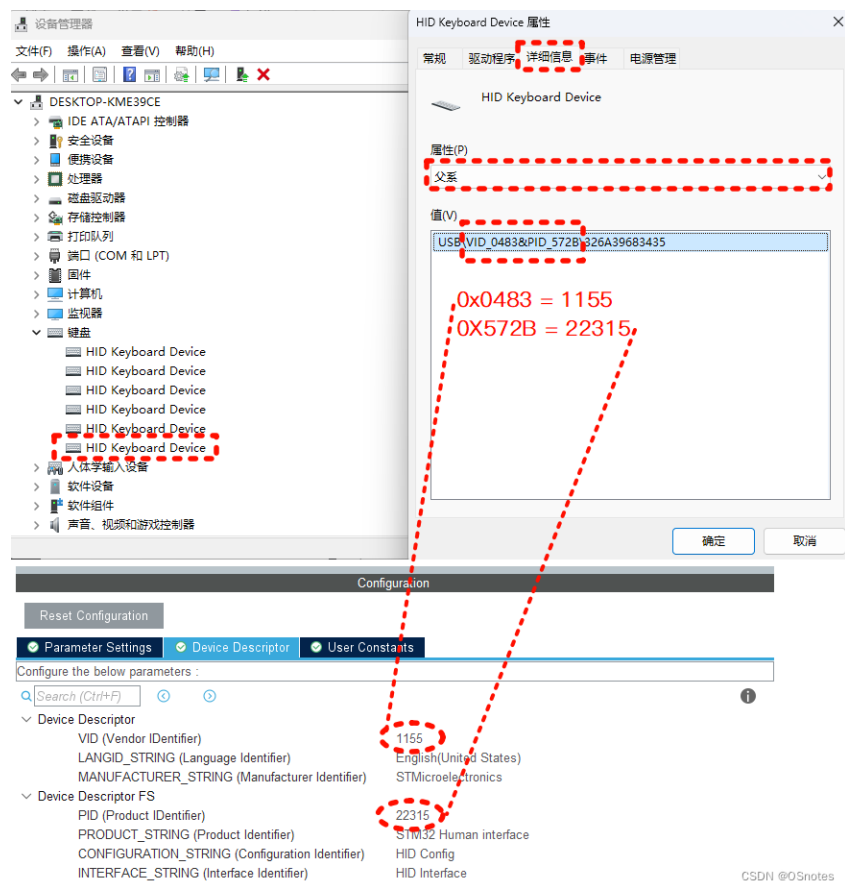 设备管理器
文件(F) 操作(A) 查看(V) 帮助(H)
DESKTOP-KME39CE
IDE ATA/ATAPI 控制器
安全设备
便携设备
处理器
磁盘驱动器
存储控制器
打印队列
端口 (COM 和 LPT)
固件
计算机
监视器
键盘
HID Keyboard Device
HID Keyboard Device
HID Keyboard Device
HID Keyboard Device
HID Keyboard Device
HID Keyboard Device
人体学输入设备
软件设备
软件组件
声音、视频和游戏控制器
HID Keyboard Device 属性
常规 驱动程序 详细信息 事件 电源管理
HID Keyboard Device
属性(P)
父系
值(V)
USB\VID_0483&PID_572B\326A39683435
0x0483 = 1155
0X572B = 22315
确定 取消
Configuration
Reset Configuration
Parameter Settings Device Descriptor User Constants
Configure the below parameters :
Search (Ctrl+F)
Device Descriptor
VID (Vendor IDentifier) 1155
LANGID_STRING (Language Identifier) English(United States)
MANUFACTURER_STRING (Manufacturer Identifier) STMicroelectronics
Device Descriptor FS
PID (Product IDentifier) 22315
PRODUCT_STRING (Product Identifier) STM32 Human interface
CONFIGURATION_STRING (Configuration Identifier) HID Config
INTERFACE_STRING (Interface Identifier) HID Interface
CSDN @OSnotes